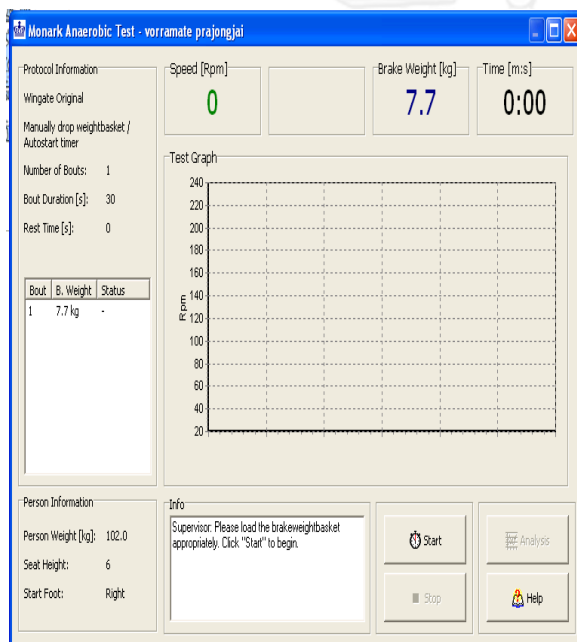 Monark Anaerobic Test - vorramate prajongjai
Protocol Information
Wingate Original
Manually drop weightbasket /
Autostart timer
Number of Bouts: 1
Bout Duration [s]: 30
Rest Time [s]: 0
Bout B. Weight Status
1 7.7 kg -
Speed [Rpm]
0
Brake Weight [kg]
7.7
Time [m:s]
0:00
Test Graph
240
220
200
180
160
140
120
100
80
60
40
20
Rpm
Person Information
Person Weight [kg]: 102.0
Seat Height: 6
Start Foot: Right
Info
Supervisor: Please load the brakeweightbasket
appropriately. Click "Start" to begin.
Start
Analysis
Stop
Help